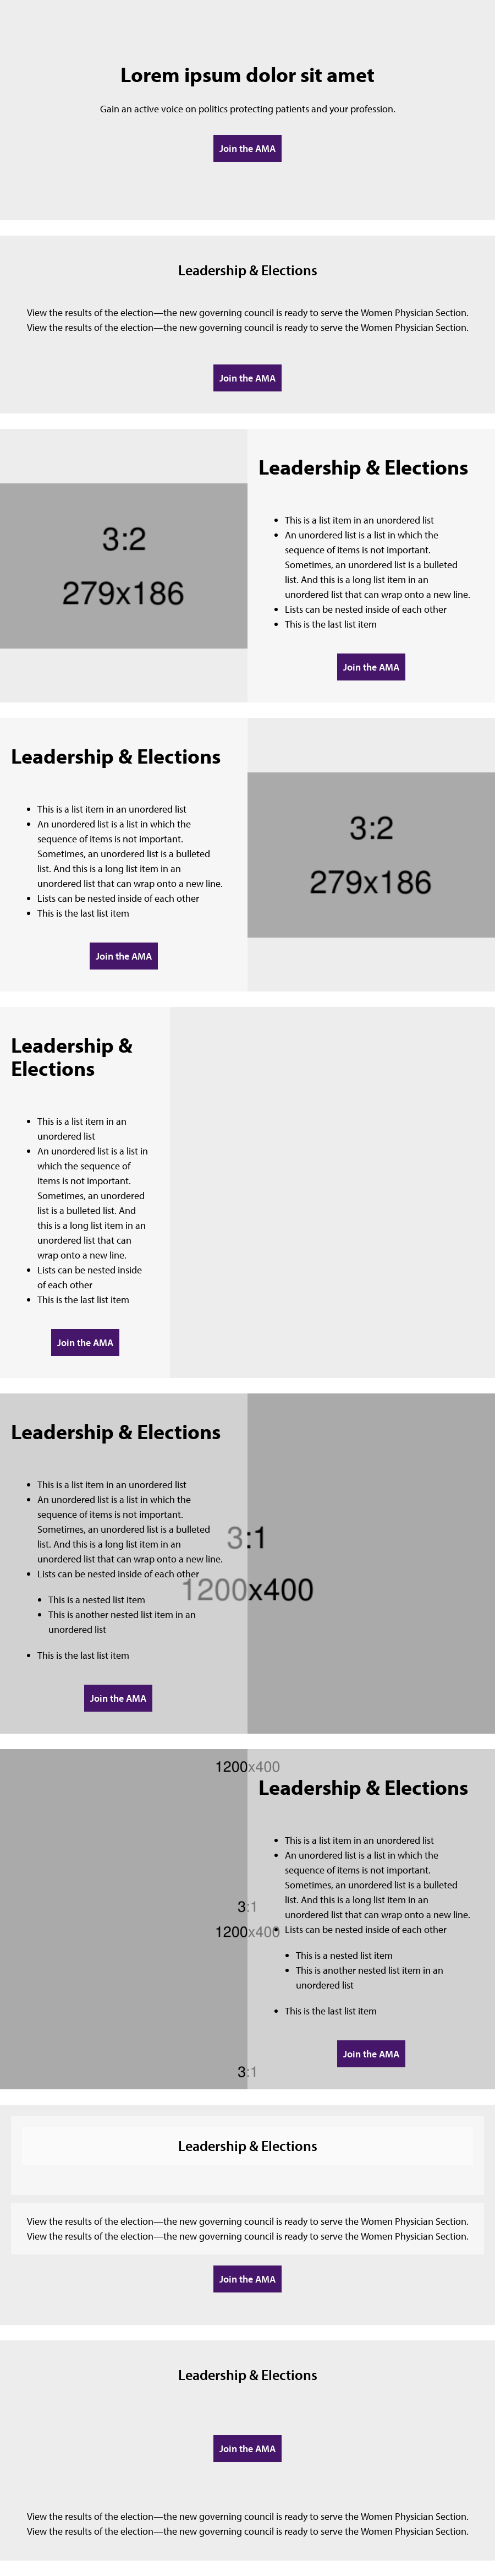 Lorem ipsum dolor sit amet
Gain an active voice on politics protecting patients and your profession.
Join the AMA
Leadership & Elections
View the results of the election—the new governing council is ready to serve the Women Physician Section.
View the results of the election—the new governing council is ready to serve the Women Physician Section.
Join the AMA
3:2
279x186
Leadership & Elections
• This is a list item in an unordered list
• An unordered list is a list in which the
sequence of items is not important.
Sometimes, an unordered list is a bulleted
list. And this is a long list item in an
unordered list that can wrap onto a new line.
• Lists can be nested inside of each other
• This is the last list item
Join the AMA
Leadership & Elections
• This is a list item in an unordered list
• An unordered list is a list in which the
sequence of items is not important.
Sometimes, an unordered list is a bulleted
list. And this is a long list item in an
unordered list that can wrap onto a new line.
• Lists can be nested inside of each other
• This is the last list item
Join the AMA
3:2
279x186
Leadership &
Elections
• This is a list item in an
unordered list
• An unordered list is a list in
which the sequence of
items is not important.
Sometimes, an unordered
list is a bulleted list. And
this is a long list item in an
unordered list that can
wrap onto a new line.
• Lists can be nested inside
of each other
• This is the last list item
Join the AMA
Leadership & Elections
• This is a list item in an unordered list
• An unordered list is a list in which the
sequence of items is not important.
Sometimes, an unordered list is a bulleted
list. And this is a long list item in an
unordered list that can wrap onto a new line.
• Lists can be nested inside of each other
• This is a nested list item
• This is another nested list item in an
unordered list
• This is the last list item
Join the AMA
3:1
1200x400
1200x400
3:1
1200x400
3:1
Leadership & Elections
• This is a list item in an unordered list
• An unordered list is a list in which the
sequence of items is not important.
Sometimes, an unordered list is a bulleted
list. And this is a long list item in an
unordered list that can wrap onto a new line.
• Lists can be nested inside of each other
• This is a nested list item
• This is another nested list item in an
unordered list
• This is the last list item
Join the AMA
Leadership & Elections
View the results of the election—the new governing council is ready to serve the Women Physician Section.
View the results of the election—the new governing council is ready to serve the Women Physician Section.
Join the AMA
Leadership & Elections
Join the AMA
View the results of the election—the new governing council is ready to serve the Women Physician Section.
View the results of the election—the new governing council is ready to serve the Women Physician Section.